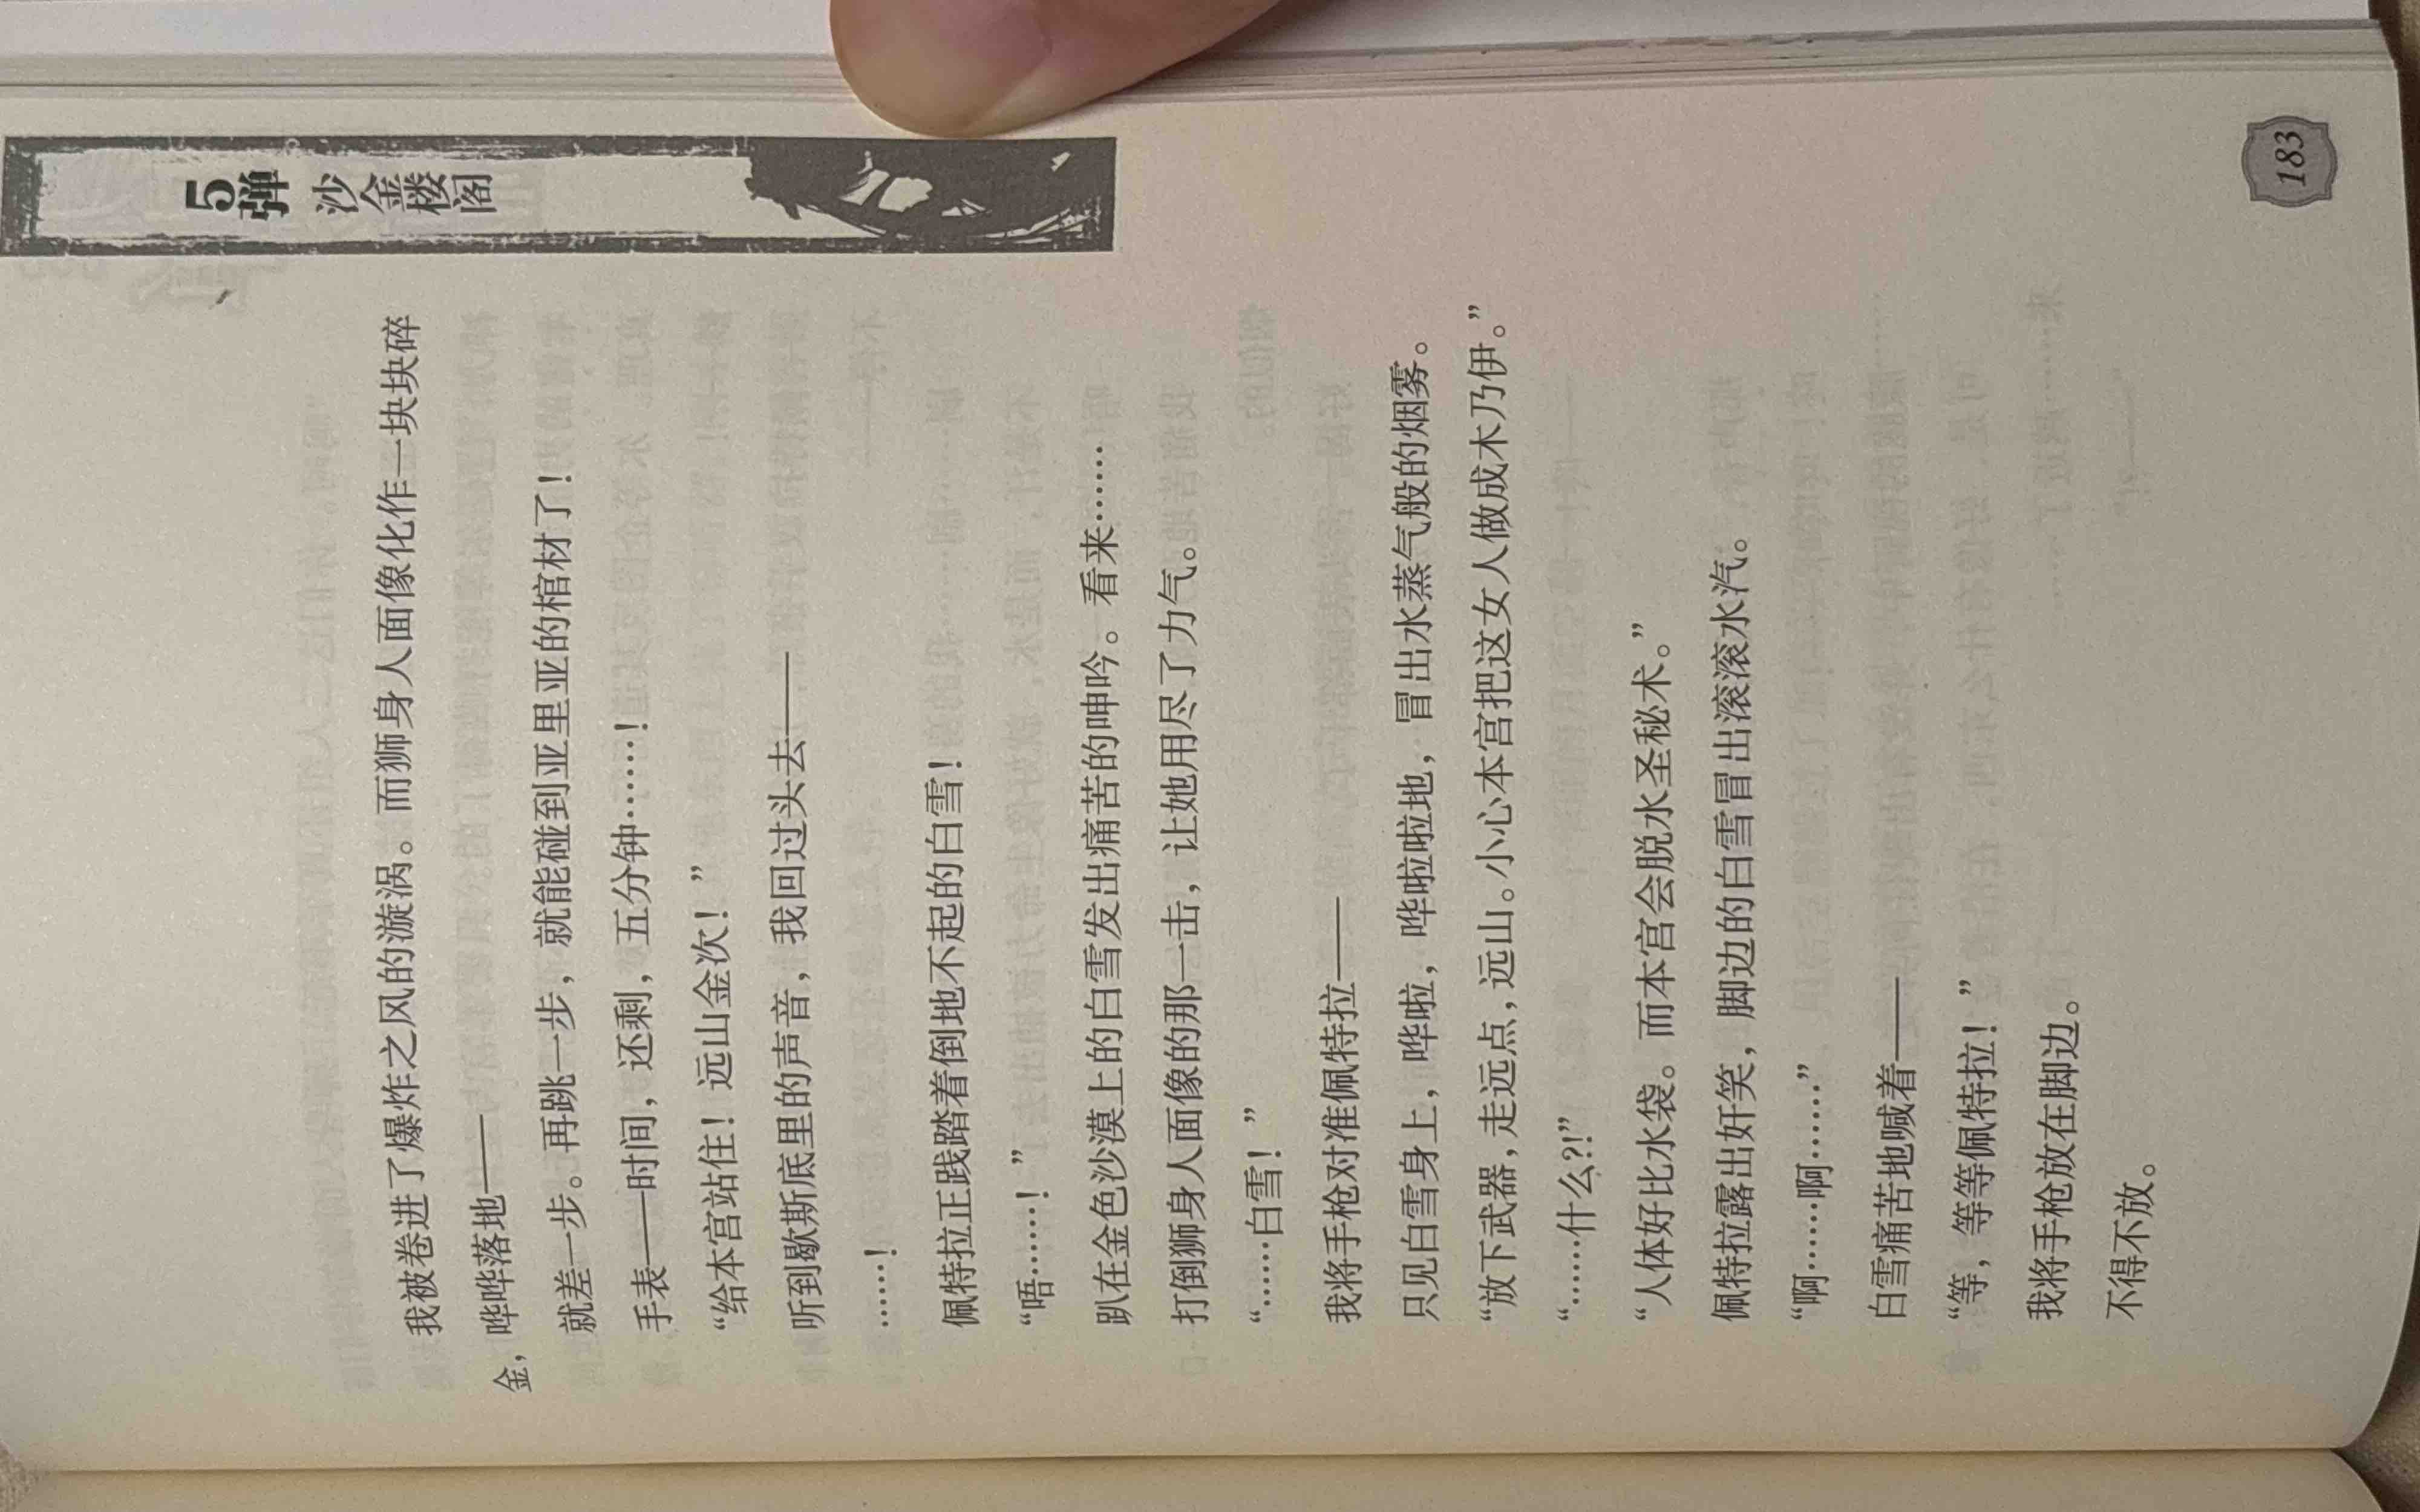 5弹 沙金楼阁
我被卷进了爆炸之风的漩涡。而狮身人面像化作一块块碎
金，哗哗落地——
就差一步。再跳一步，就能碰到亚里亚的棺材了！
手表——时间，还剩，五分钟……！
“给本宫站住！远山金次！”
听到歇斯底里的声音，我回过头去——
……！
佩特拉正践踏着倒地不起的白雪！
“唔……！”
趴在金色沙漠上的白雪发出痛苦的呻吟。看来……
打倒狮身人面像的那一击，让她用尽了力气。
“……白雪！”
我将手枪对准佩特拉——
只见白雪身上，哗啦，哗啦啦地，冒出水蒸气般的烟雾。
“放下武器，走远点，远山。小心本宫把这女人做成木乃伊。”
“……什么?!”
“人体好比水袋。而本宫会脱水圣秘术。”
佩特拉露出奸笑，脚边的白雪冒出滚滚水汽。
“啊……啊……”
白雪痛苦地喊着——
“等，等等佩特拉！”
我将手枪放在脚边。
不得不放。
183